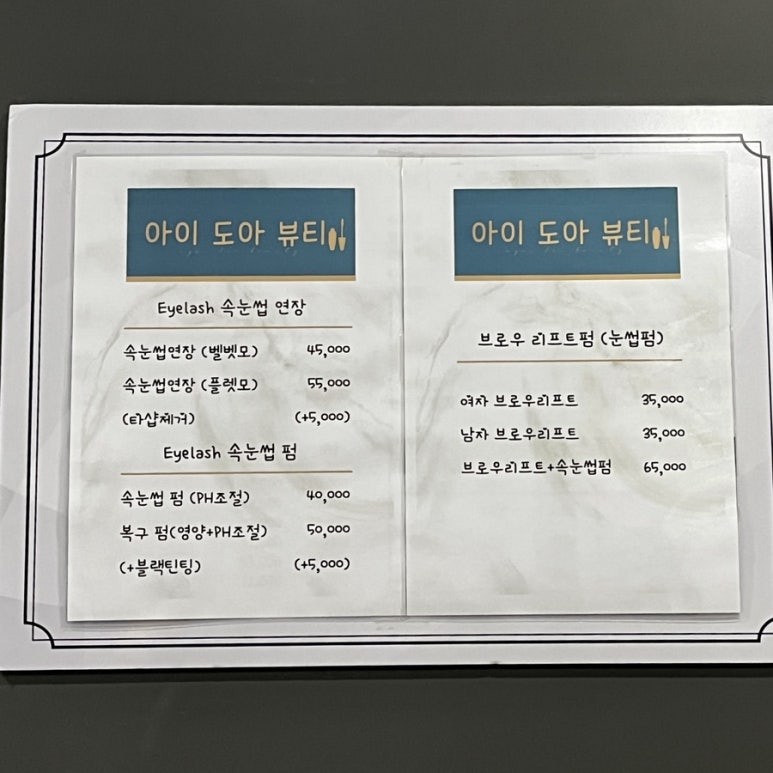 아이 도아 뷰티
Eyelash 속눈썹 연장
속눈썹연장 (벨벳모) 45,000
속눈썹연장 (플렛모) 55,000
(타샵제거) (+5,000)
Eyelash 속눈썹 펌
속눈썹 펌 (PH조절) 40,000
복구 펌(영양+PH조절) 50,000
(+블랙틴팅) (+5,000)
아이 도아 뷰티
브로우 리프트펌 (눈썹펌)
여자 브로우리프트 35,000
남자 브로우리프트 35,000
브로우리프트+속눈썹펌 65,000